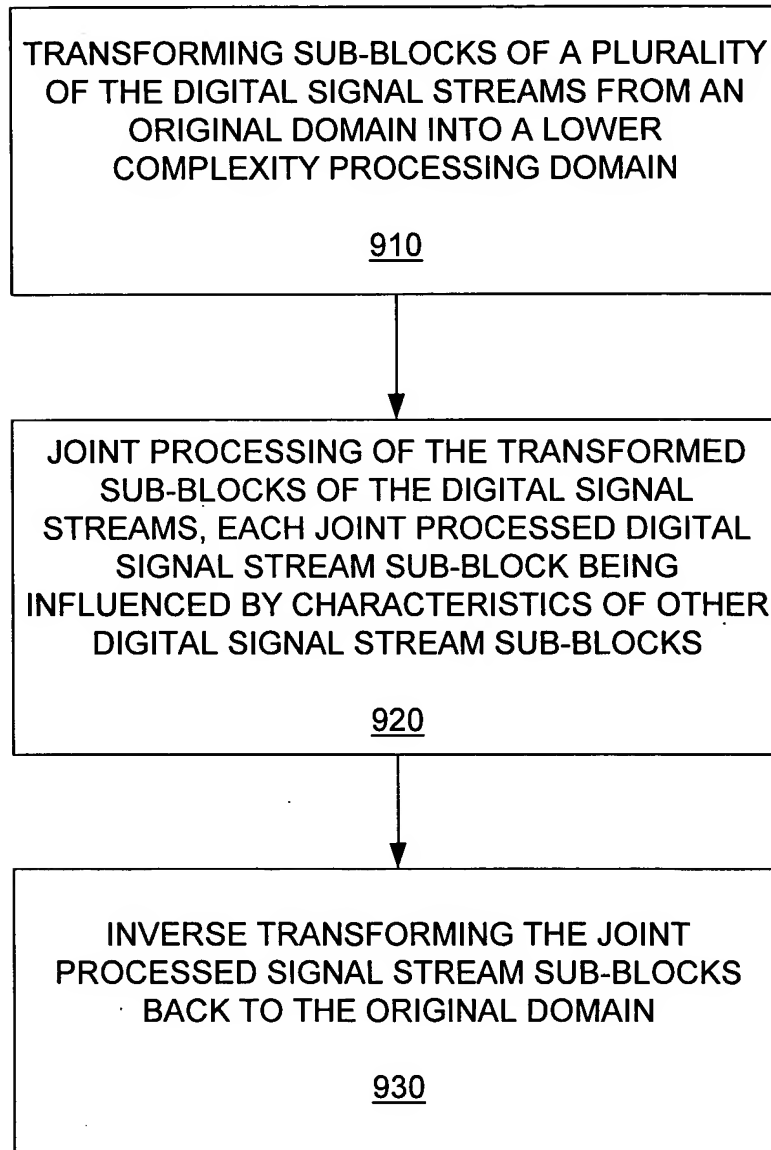 TRANSFORMING SUB-BLOCKS OF A PLURALITY
OF THE DIGITAL SIGNAL STREAMS FROM AN
ORIGINAL DOMAIN INTO A LOWER
COMPLEXITY PROCESSING DOMAIN
910
JOINT PROCESSING OF THE TRANSFORMED
SUB-BLOCKS OF THE DIGITAL SIGNAL
STREAMS, EACH JOINT PROCESSED DIGITAL
SIGNAL STREAM SUB-BLOCK BEING
INFLUENCED BY CHARACTERISTICS OF OTHER
DIGITAL SIGNAL STREAM SUB-BLOCKS
920
INVERSE TRANSFORMING THE JOINT
PROCESSED SIGNAL STREAM SUB-BLOCKS
BACK TO THE ORIGINAL DOMAIN
930